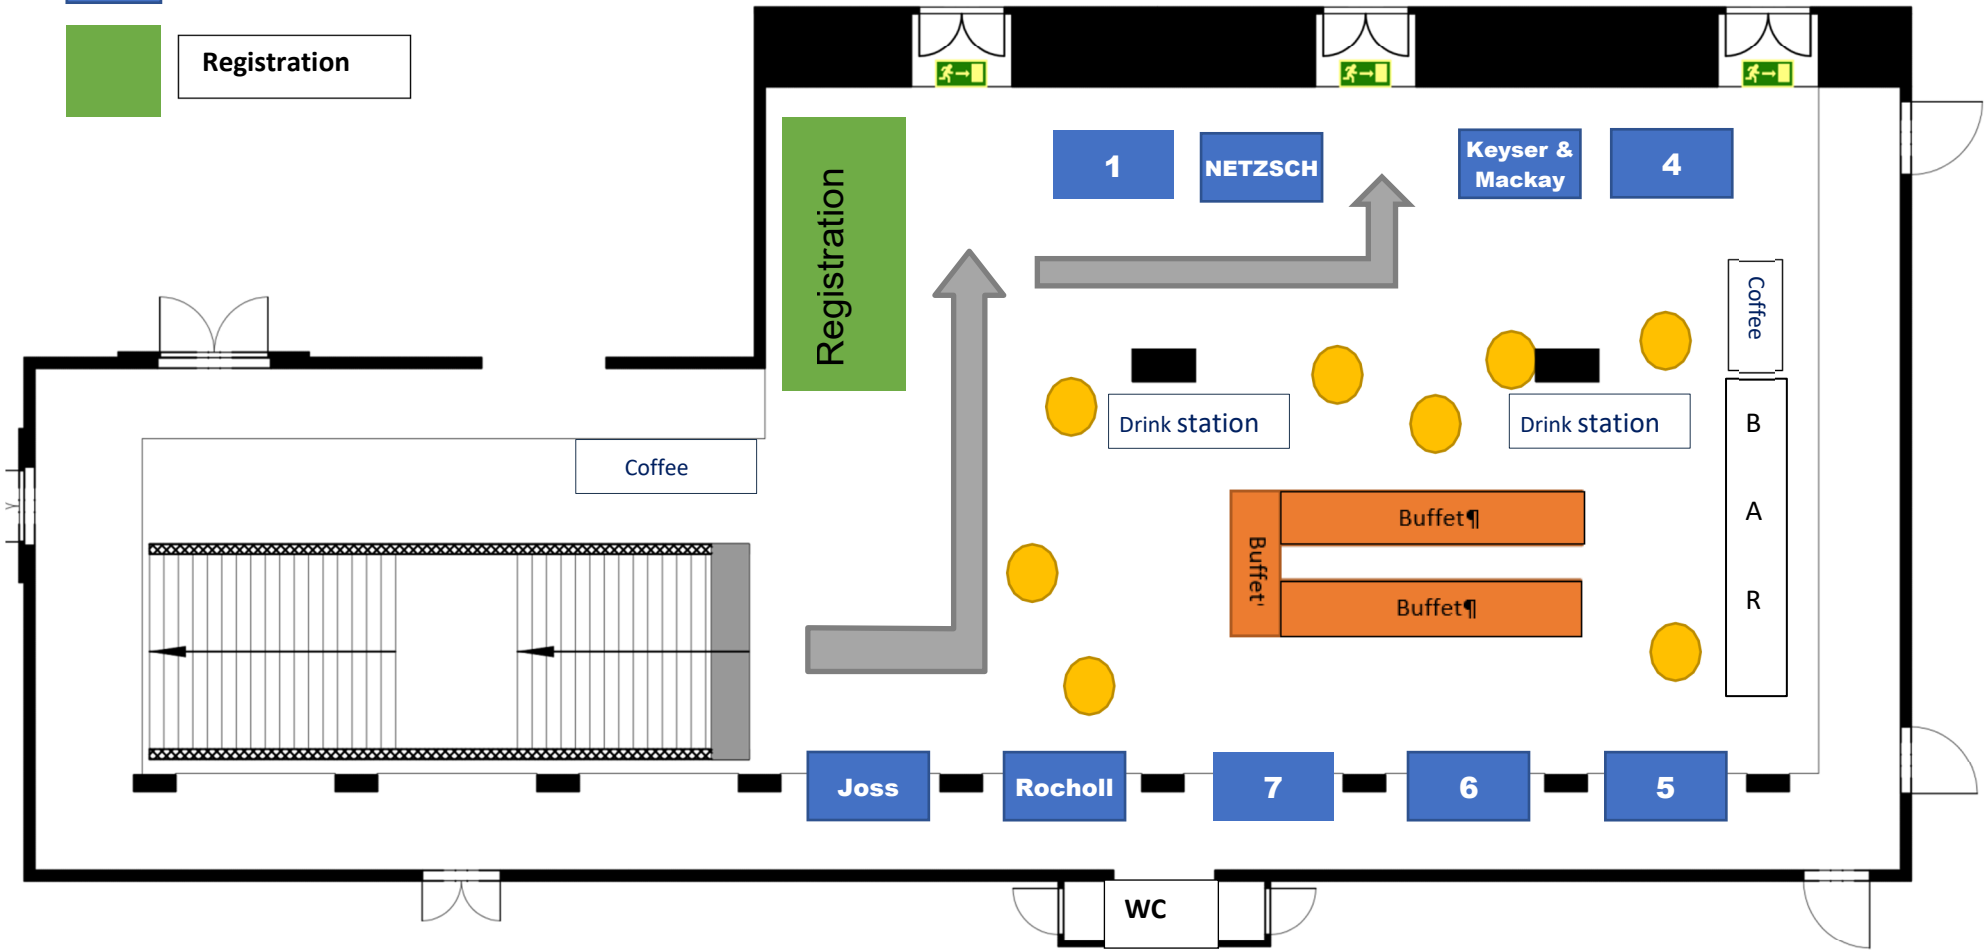 Registration
Registration
1
NETZSCH
Keyser &
Mackay
4
Coffee
Drink station
Drink station
B
A
R
Coffee
Buffet¶
Buffet'
Buffet¶
Joss
Rocholl
7
6
5
WC